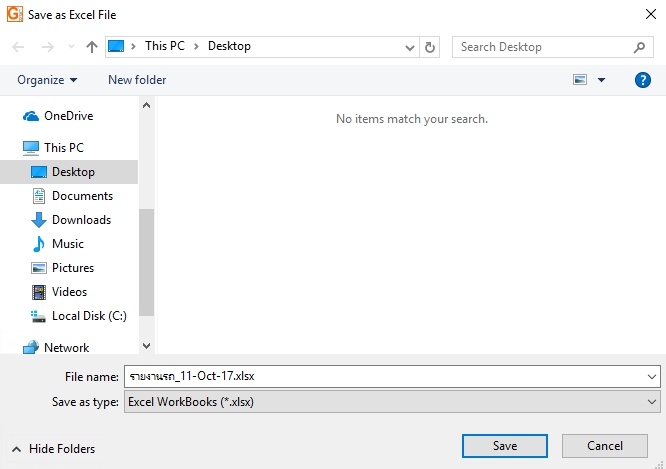 Save as Excel File
This PC
Desktop
Search Desktop
Organize
New folder
OneDrive
This PC
Desktop
Documents
Downloads
Music
Pictures
Videos
Local Disk (C:)
Network
No items match your search.
File name: รายงานรถ_11-Oct-17.xlsx
Save as type: Excel WorkBooks (*.xlsx)
Hide Folders
Save
Cancel